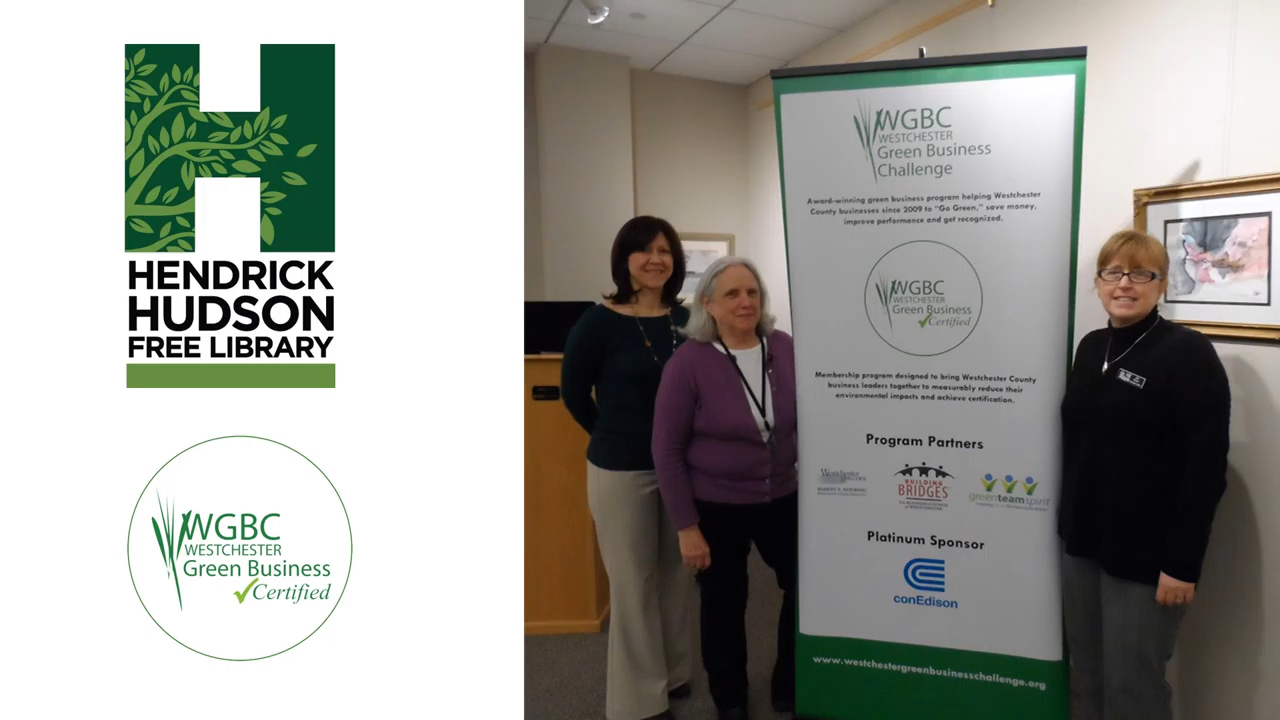 HENDRICK
HUDSON
FREE LIBRARY
WGBC
WESTCHESTER
Green Business
Certified
WGBC
WESTCHESTER
Green Business
Challenge
Award-winning green business program helping Westchester
County businesses since 2009 to "Go Green," save money,
improve performance and get recognized.
WGBC
WESTCHESTER
Green Business
Certified
Membership program designed to bring Westchester County
business leaders together to measurably reduce their
environmental impacts and achieve certification.
Program Partners
Westchester
BUILDING
BRIDGES
greenteamspirit
Platinum Sponsor
conEdison
www.westchestergreenbusinesschallenge.org